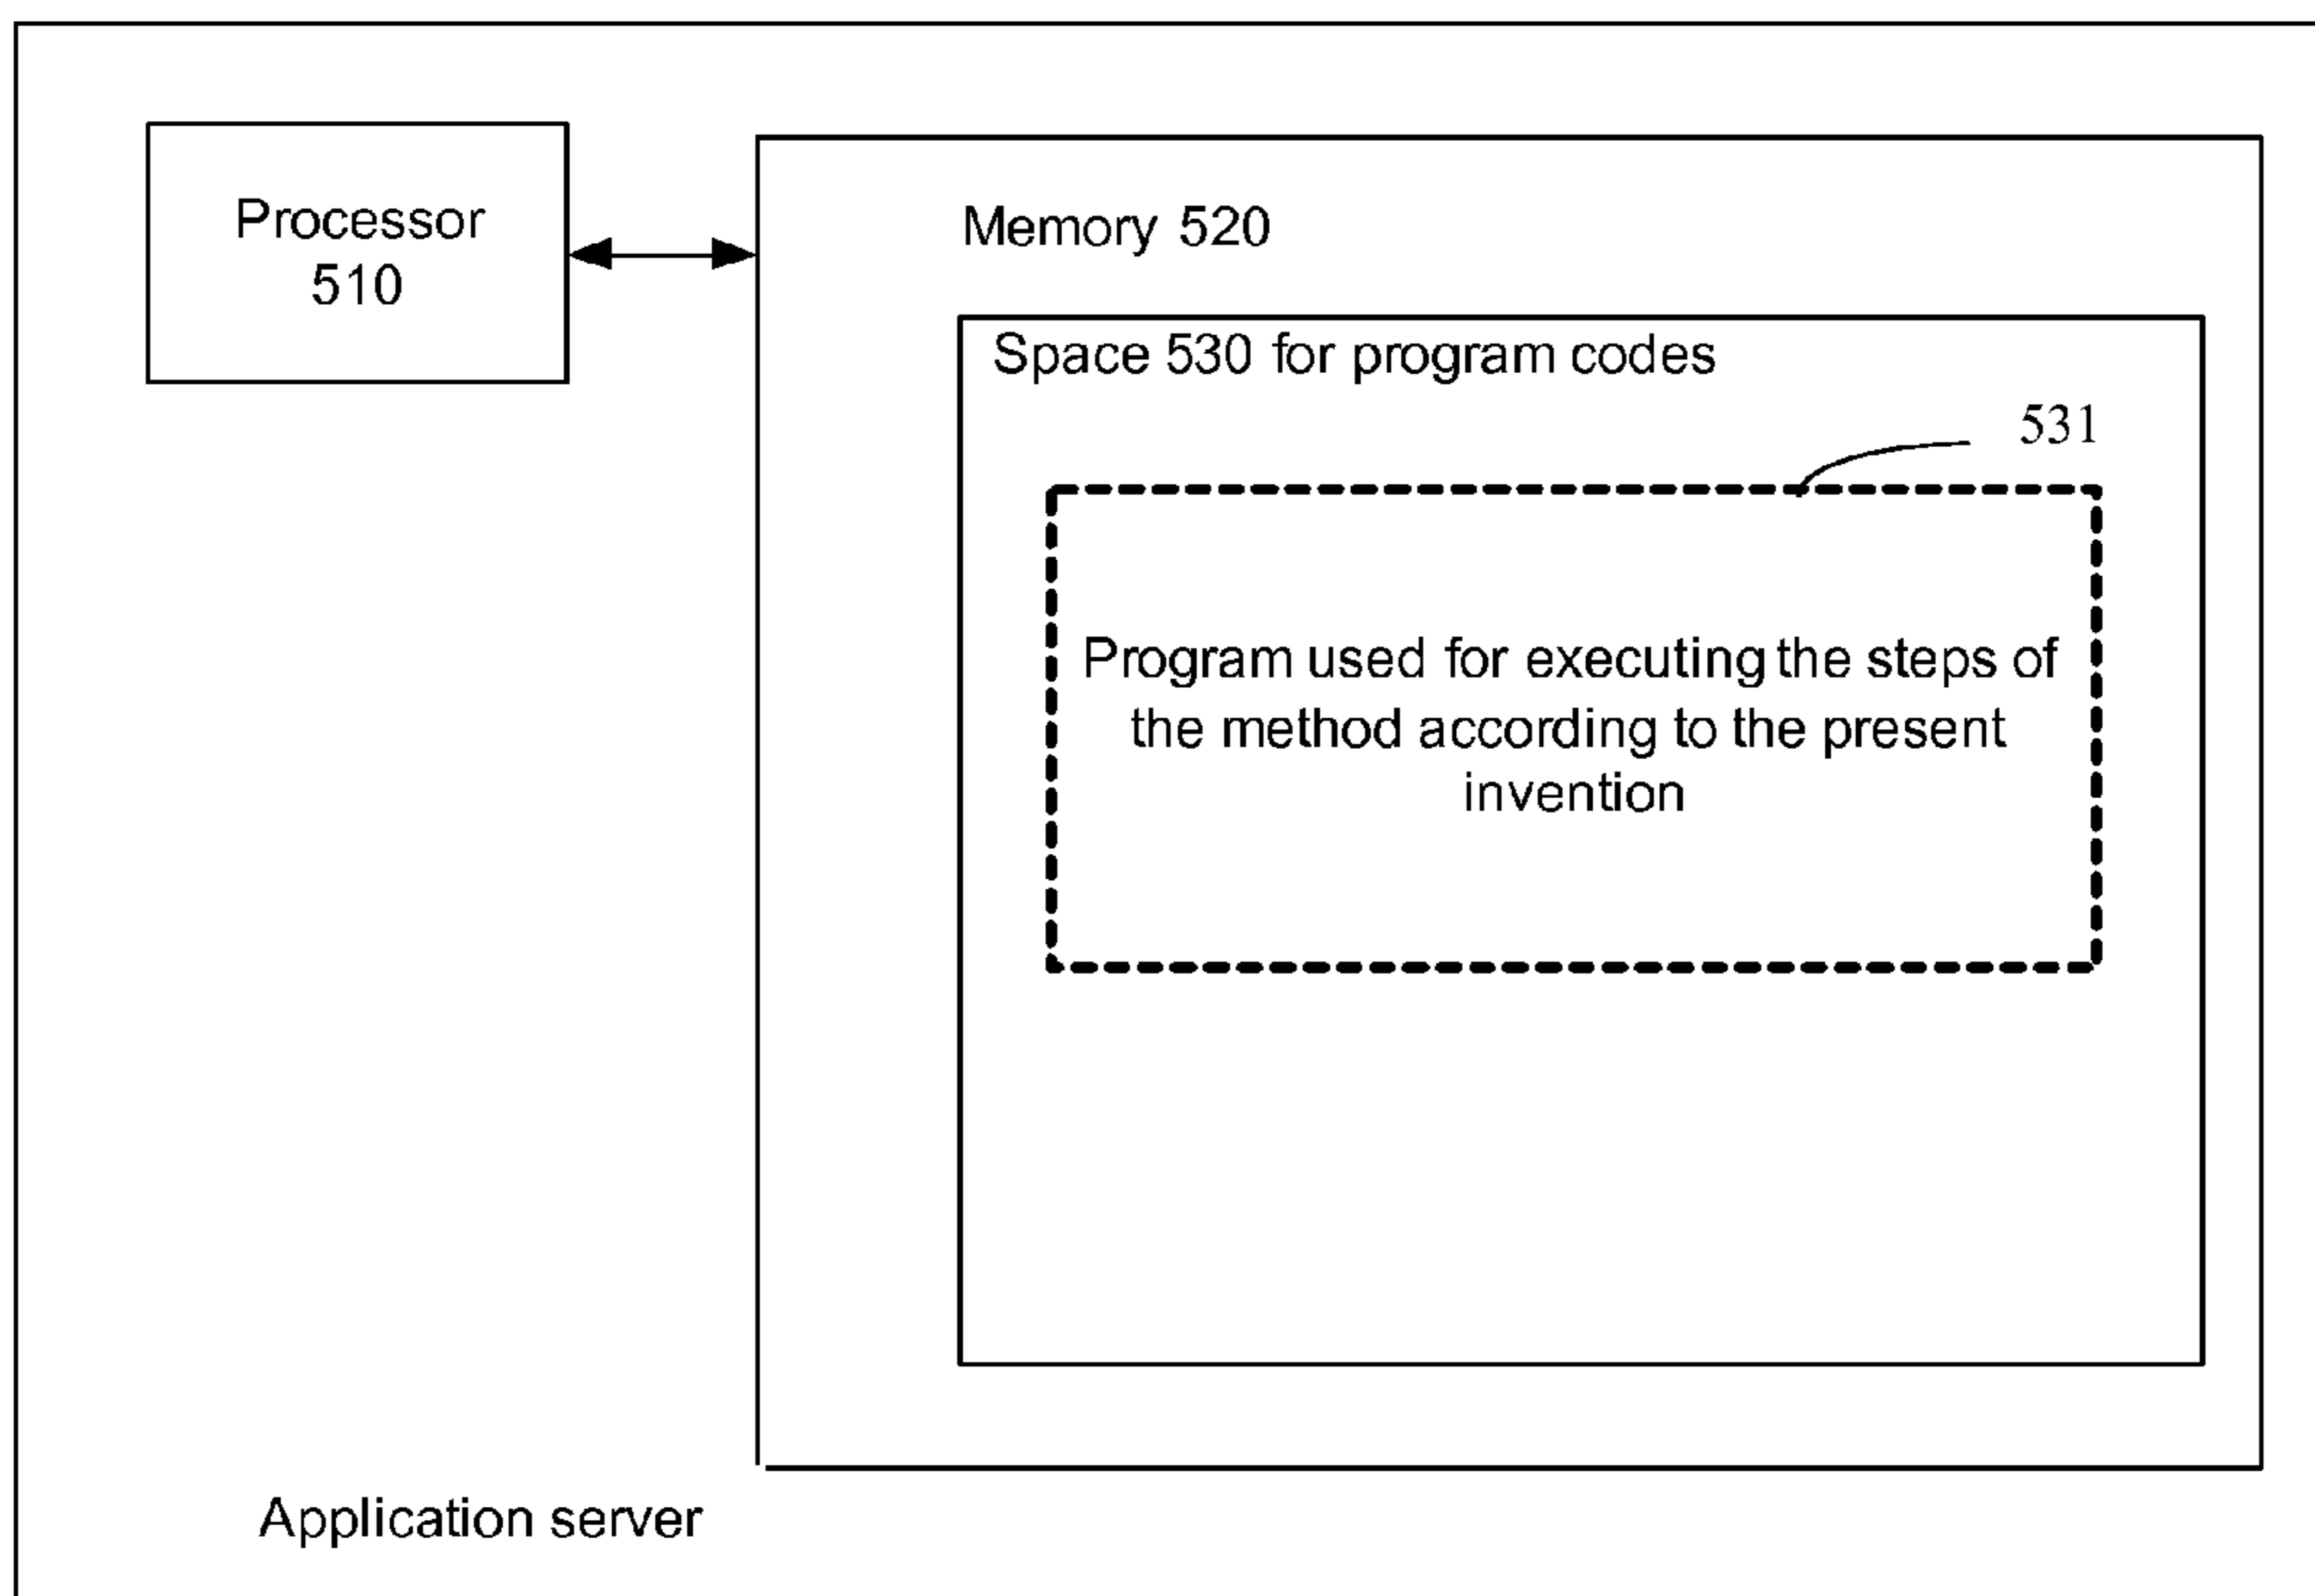 Processor
510
Memory 520
Space 530 for program codes
531
Program used for executing the steps of
the method according to the present
invention
Application server